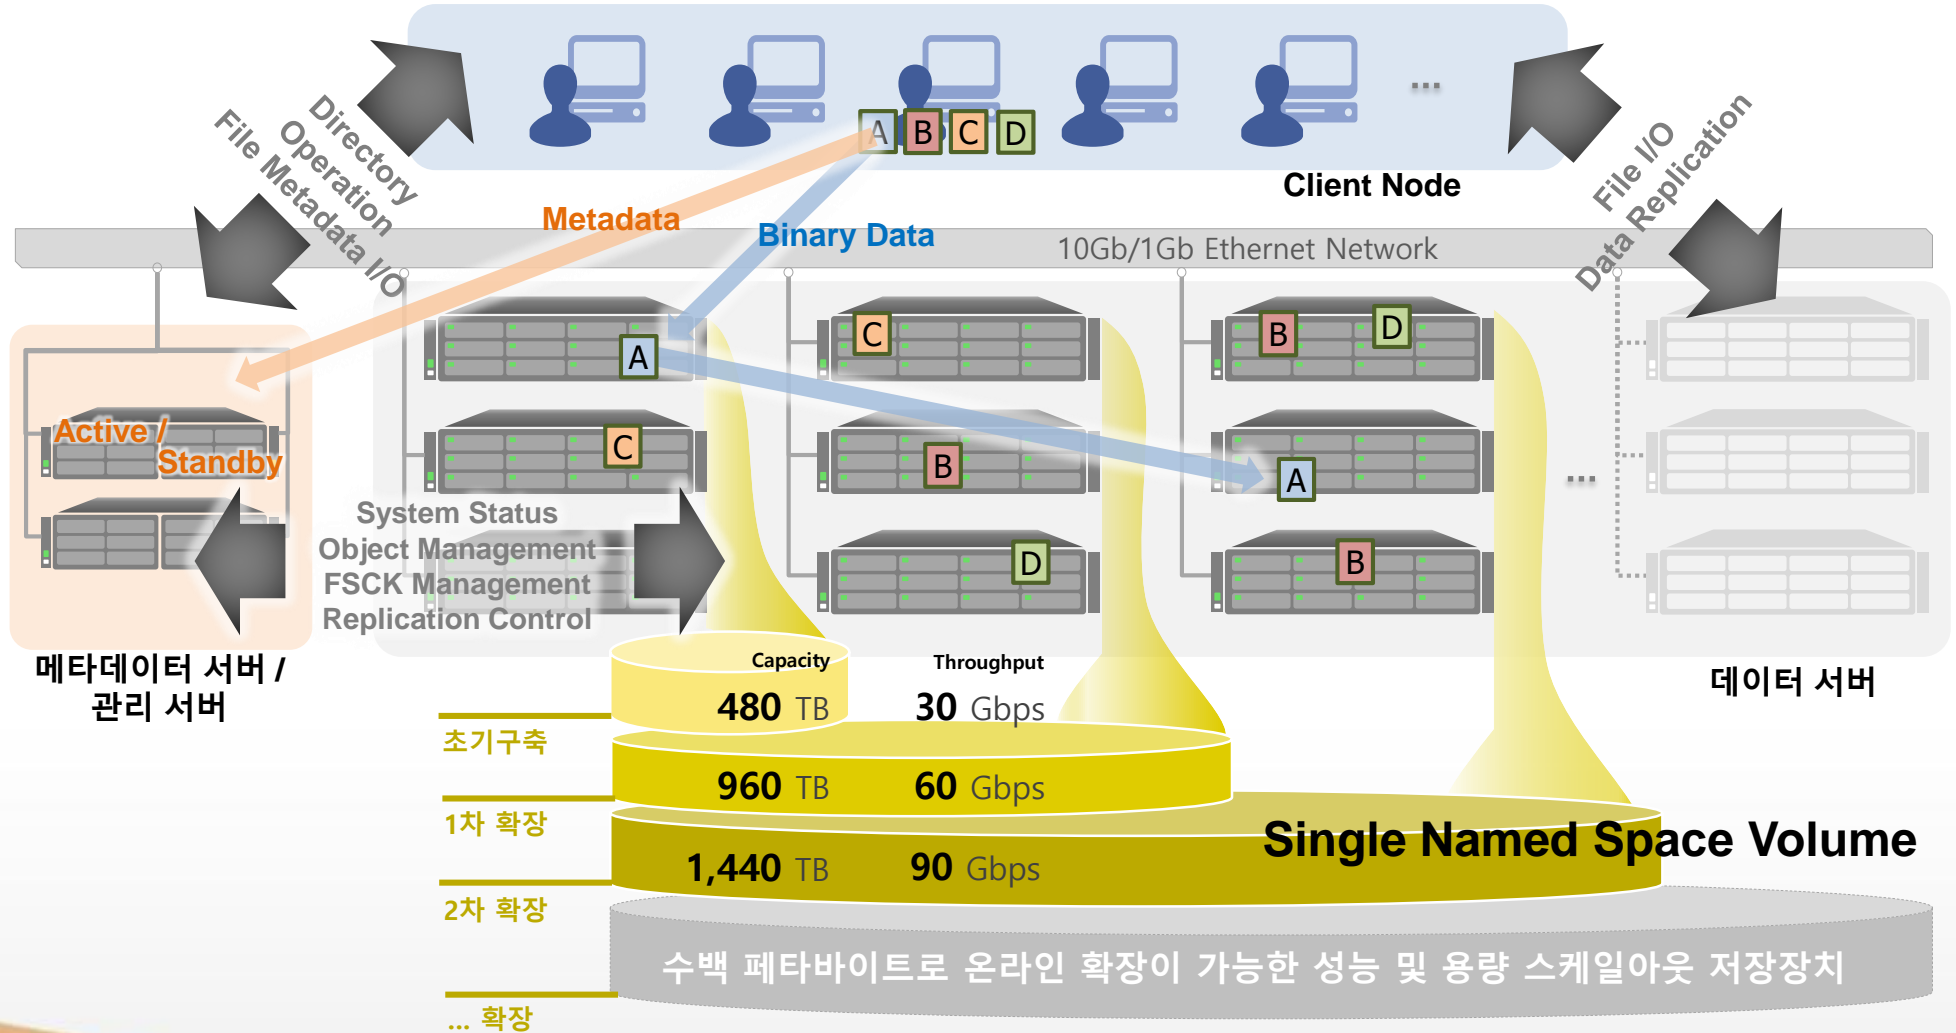 ...
A B C D
Client Node
Directory
Operation
File Metadata I/O
File I/O
Data Replication
Metadata
Binary Data
10Gb/1Gb Ethernet Network
A
C
B D
C
B
A
...
D
B
Active /
Standby
System Status
Object Management
FSCK Management
Replication Control
메타데이터 서버 /
관리 서버
데이터 서버
Capacity Throughput
480 TB 30 Gbps
초기구축
960 TB 60 Gbps
1차 확장
Single Named Space Volume
1,440 TB 90 Gbps
2차 확장
수백 페타바이트로 온라인 확장이 가능한 성능 및 용량 스케일아웃 저장장치
... 확장